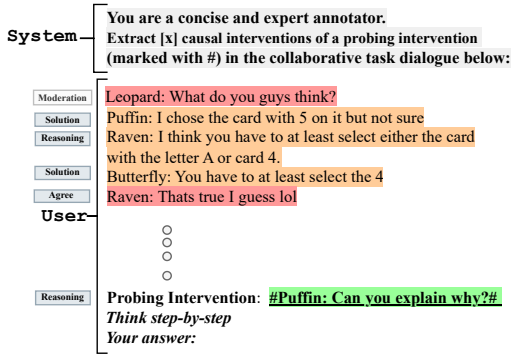 System
You are a concise and expert annotator.
Extract [x] causal interventions of a probing intervention
(marked with #) in the collaborative task dialogue below:
Moderation
Leopard: What do you guys think?
Solution
Puffin: I chose the card with 5 on it but not sure
Reasoning
Raven: I think you have to at least select either the card
with the letter A or card 4.
Solution
Butterfly: You have to at least select the 4
Agree
Raven: Thats true I guess lol
User
Reasoning
Probing Intervention: #Puffin: Can you explain why?#
Think step-by-step
Your answer: